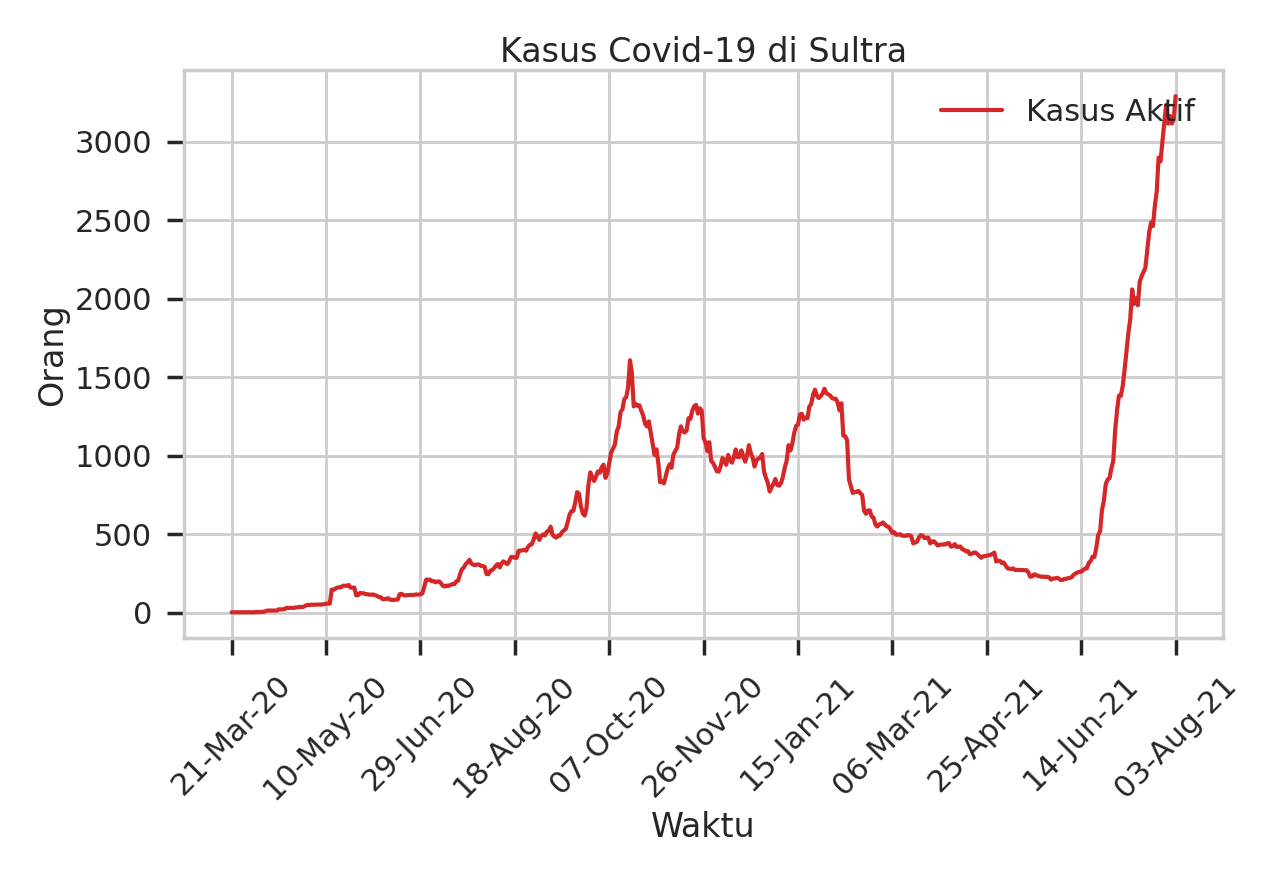 Kasus Covid-19 di Sultra
Kasus Aktif
Orang
3000
2500
2000
1500
1000
500
0
21-Mar-20
10-May-20
29-Jun-20
18-Aug-20
07-Oct-20
26-Nov-20
15-Jan-21
06-Mar-21
25-Apr-21
14-Jun-21
03-Aug-21
Waktu